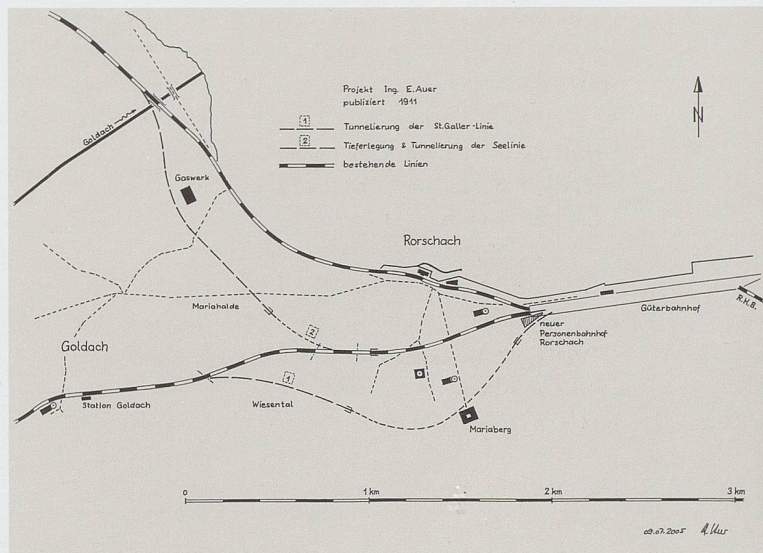 Projekt Ing. E. Auer
publiziert 1911
1
Tunnelierung der St.Galler-Linie
2
Tieferlegung & Tunnelierung der Seelinie
bestehende Linien
N
Goldach
Gaswerk
Rorschach
Mariahalde
Güterbahnhof
R.H.B.
neuer
Personenbahnhof
Rorschach
2
Goldach
1
Station Goldach
Wiesental
Mariaberg
0
1 km
2 km
3 km
09.07.2005